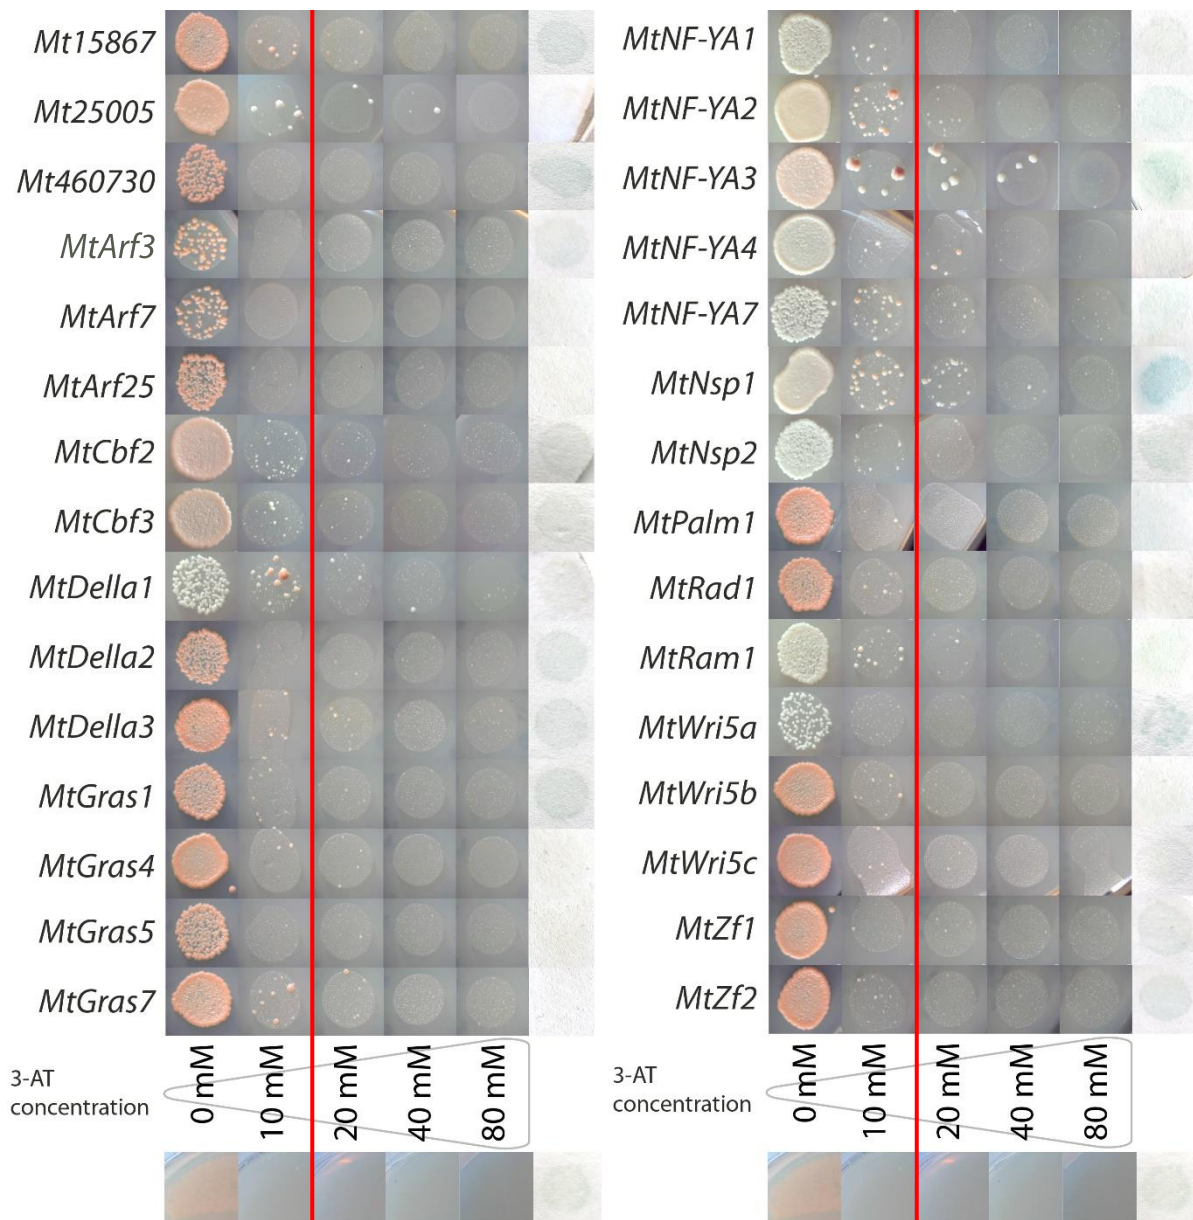 Mt15867
Mt25005
Mt460730
MtArf3
MtArf7
MtArf25
MtCbf2
MtCbf3
MtDella1
MtDella2
MtDella3
MtGras1
MtGras4
MtGras5
MtGras7
3-AT
concentration
0 mM
10 mM
20 mM
40 mM
80 mM
MtNF-YA1
MtNF-YA2
MtNF-YA3
MtNF-YA4
MtNF-YA7
MtNsp1
MtNsp2
MtPalm1
MtRad1
MtRam1
MtWri5a
MtWri5b
MtWri5c
MtZf1
MtZf2
3-AT
concentration
0 mM
10 mM
20 mM
40 mM
80 mM